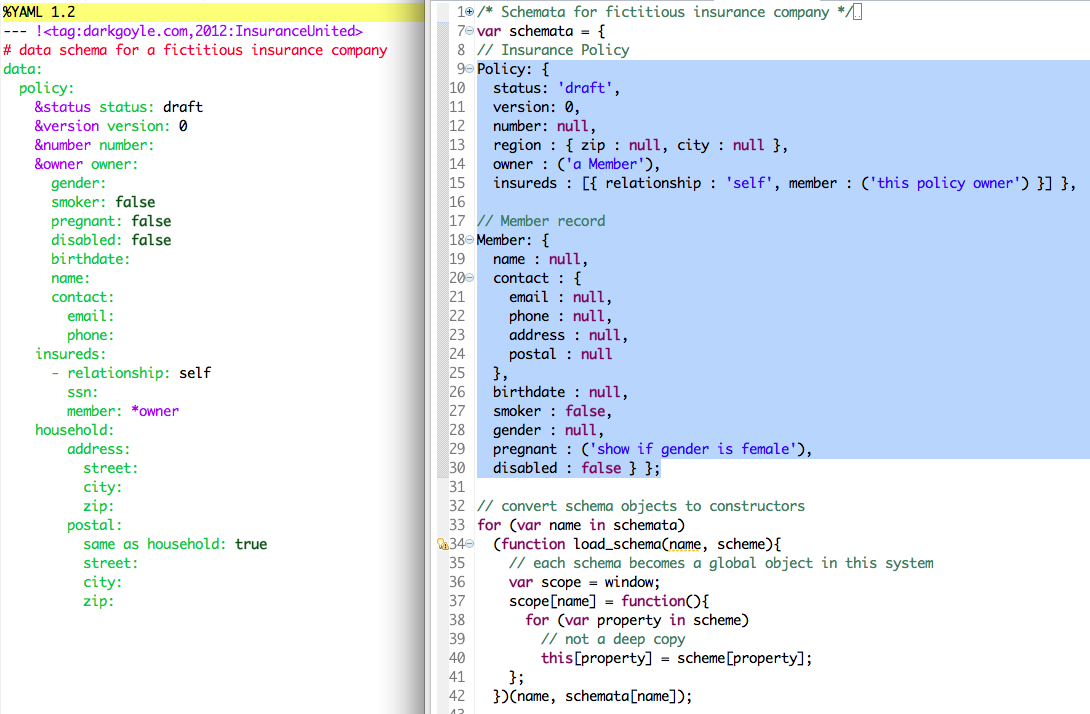 %YAML 1.2
--- !<tag:darkgoyle.com,2012:InsuranceUnited>
# data schema for a fictitious insurance company
data:
  policy:
    &status status: draft
    &version version: 0
    &number number:
    &owner owner:
      gender:
      smoker: false
      pregnant: false
      disabled: false
      birthdate:
      name:
      contact:
        email:
        phone:
    insureds:
      - relationship: self
        ssn:
        member: *owner
    household:
        address:
          street:
          city:
          zip:
        postal:
          same as household: true
          street:
          city:
          zip:
1 /* Schemata for fictitious insurance company */
7 var schemata = {
8 // Insurance Policy
9 Policy: {
10   status: 'draft',
11   version: 0,
12   number: null,
13   region : { zip : null, city : null },
14   owner : ('a Member'),
15   insureds : [{ relationship : 'self', member : ('this policy owner') }] },
16
17 // Member record
18 Member: {
19   name : null,
20   contact : {
21     email : null,
22     phone : null,
23     address : null,
24     postal : null
25   },
26   birthdate : null,
27   smoker : false,
28   gender : null,
29   pregnant : ('show if gender is female'),
30   disabled : false } };
31
32 // convert schema objects to constructors
33 for (var name in schemata)
34   (function load_schema(name, scheme){
35     // each schema becomes a global object in this system
36     var scope = window;
37     scope[name] = function(){
38       for (var property in scheme)
39         // not a deep copy
40         this[property] = scheme[property];
41     };
42   })(name, schemata[name]);
43